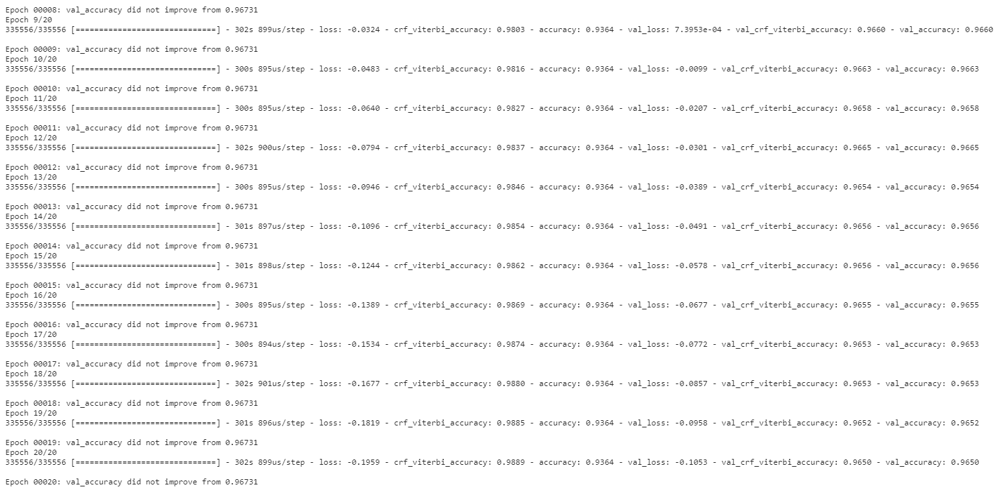 Epoch 00008: val_accuracy did not improve from 0.96731
Epoch 9/20
335556/335556 [==============================] - 302s 899us/step - loss: -0.0324 - crf_viterbi_accuracy: 0.9803 - accuracy: 0.9364 - val_loss: 7.3953e-04 - val_crf_viterbi_accuracy: 0.9660 - val_accuracy: 0.9660
Epoch 00009: val_accuracy did not improve from 0.96731
Epoch 10/20
335556/335556 [==============================] - 300s 895us/step - loss: -0.0483 - crf_viterbi_accuracy: 0.9816 - accuracy: 0.9364 - val_loss: -0.0099 - val_crf_viterbi_accuracy: 0.9663 - val_accuracy: 0.9663
Epoch 00010: val_accuracy did not improve from 0.96731
Epoch 11/20
335556/335556 [==============================] - 300s 895us/step - loss: -0.0640 - crf_viterbi_accuracy: 0.9827 - accuracy: 0.9364 - val_loss: -0.0207 - val_crf_viterbi_accuracy: 0.9658 - val_accuracy: 0.9658
Epoch 00011: val_accuracy did not improve from 0.96731
Epoch 12/20
335556/335556 [==============================] - 302s 900us/step - loss: -0.0794 - crf_viterbi_accuracy: 0.9837 - accuracy: 0.9364 - val_loss: -0.0301 - val_crf_viterbi_accuracy: 0.9665 - val_accuracy: 0.9665
Epoch 00012: val_accuracy did not improve from 0.96731
Epoch 13/20
335556/335556 [==============================] - 300s 895us/step - loss: -0.0946 - crf_viterbi_accuracy: 0.9846 - accuracy: 0.9364 - val_loss: -0.0389 - val_crf_viterbi_accuracy: 0.9654 - val_accuracy: 0.9654
Epoch 00013: val_accuracy did not improve from 0.96731
Epoch 14/20
335556/335556 [==============================] - 301s 897us/step - loss: -0.1096 - crf_viterbi_accuracy: 0.9854 - accuracy: 0.9364 - val_loss: -0.0491 - val_crf_viterbi_accuracy: 0.9656 - val_accuracy: 0.9656
Epoch 00014: val_accuracy did not improve from 0.96731
Epoch 15/20
335556/335556 [==============================] - 301s 898us/step - loss: -0.1244 - crf_viterbi_accuracy: 0.9862 - accuracy: 0.9364 - val_loss: -0.0578 - val_crf_viterbi_accuracy: 0.9656 - val_accuracy: 0.9656
Epoch 00015: val_accuracy did not improve from 0.96731
Epoch 16/20
335556/335556 [==============================] - 300s 895us/step - loss: -0.1389 - crf_viterbi_accuracy: 0.9869 - accuracy: 0.9364 - val_loss: -0.0677 - val_crf_viterbi_accuracy: 0.9655 - val_accuracy: 0.9655
Epoch 00016: val_accuracy did not improve from 0.96731
Epoch 17/20
335556/335556 [==============================] - 300s 894us/step - loss: -0.1534 - crf_viterbi_accuracy: 0.9874 - accuracy: 0.9364 - val_loss: -0.0772 - val_crf_viterbi_accuracy: 0.9653 - val_accuracy: 0.9653
Epoch 00017: val_accuracy did not improve from 0.96731
Epoch 18/20
335556/335556 [==============================] - 302s 901us/step - loss: -0.1677 - crf_viterbi_accuracy: 0.9880 - accuracy: 0.9364 - val_loss: -0.0857 - val_crf_viterbi_accuracy: 0.9653 - val_accuracy: 0.9653
Epoch 00018: val_accuracy did not improve from 0.96731
Epoch 19/20
335556/335556 [==============================] - 301s 896us/step - loss: -0.1819 - crf_viterbi_accuracy: 0.9885 - accuracy: 0.9364 - val_loss: -0.0958 - val_crf_viterbi_accuracy: 0.9652 - val_accuracy: 0.9652
Epoch 00019: val_accuracy did not improve from 0.96731
Epoch 20/20
335556/335556 [==============================] - 302s 899us/step - loss: -0.1959 - crf_viterbi_accuracy: 0.9889 - accuracy: 0.9364 - val_loss: -0.1053 - val_crf_viterbi_accuracy: 0.9650 - val_accuracy: 0.9650
Epoch 00020: val_accuracy did not improve from 0.96731